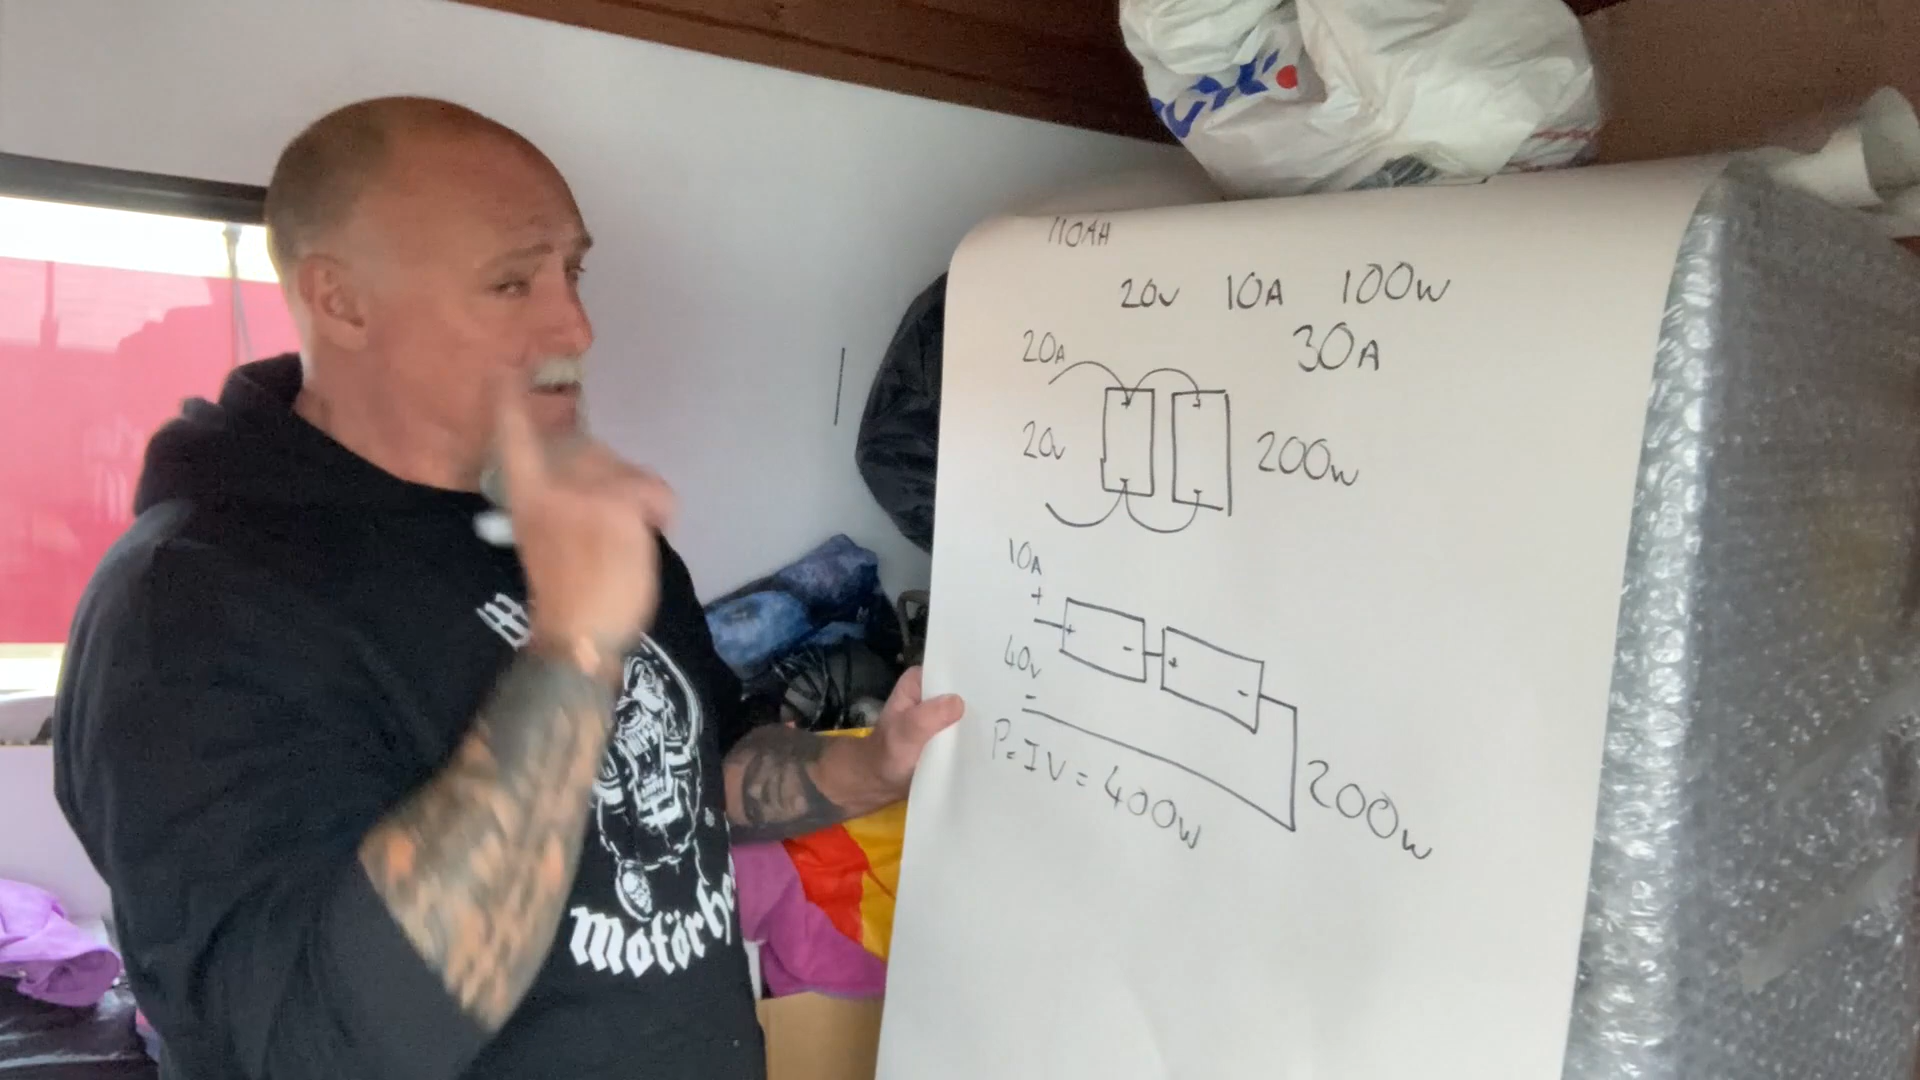 110AH
20v 10A 100w
30A
20A
20v
200w
10A
+
+ - + -
40v
-
P=IV=400w
200w
Motörhe